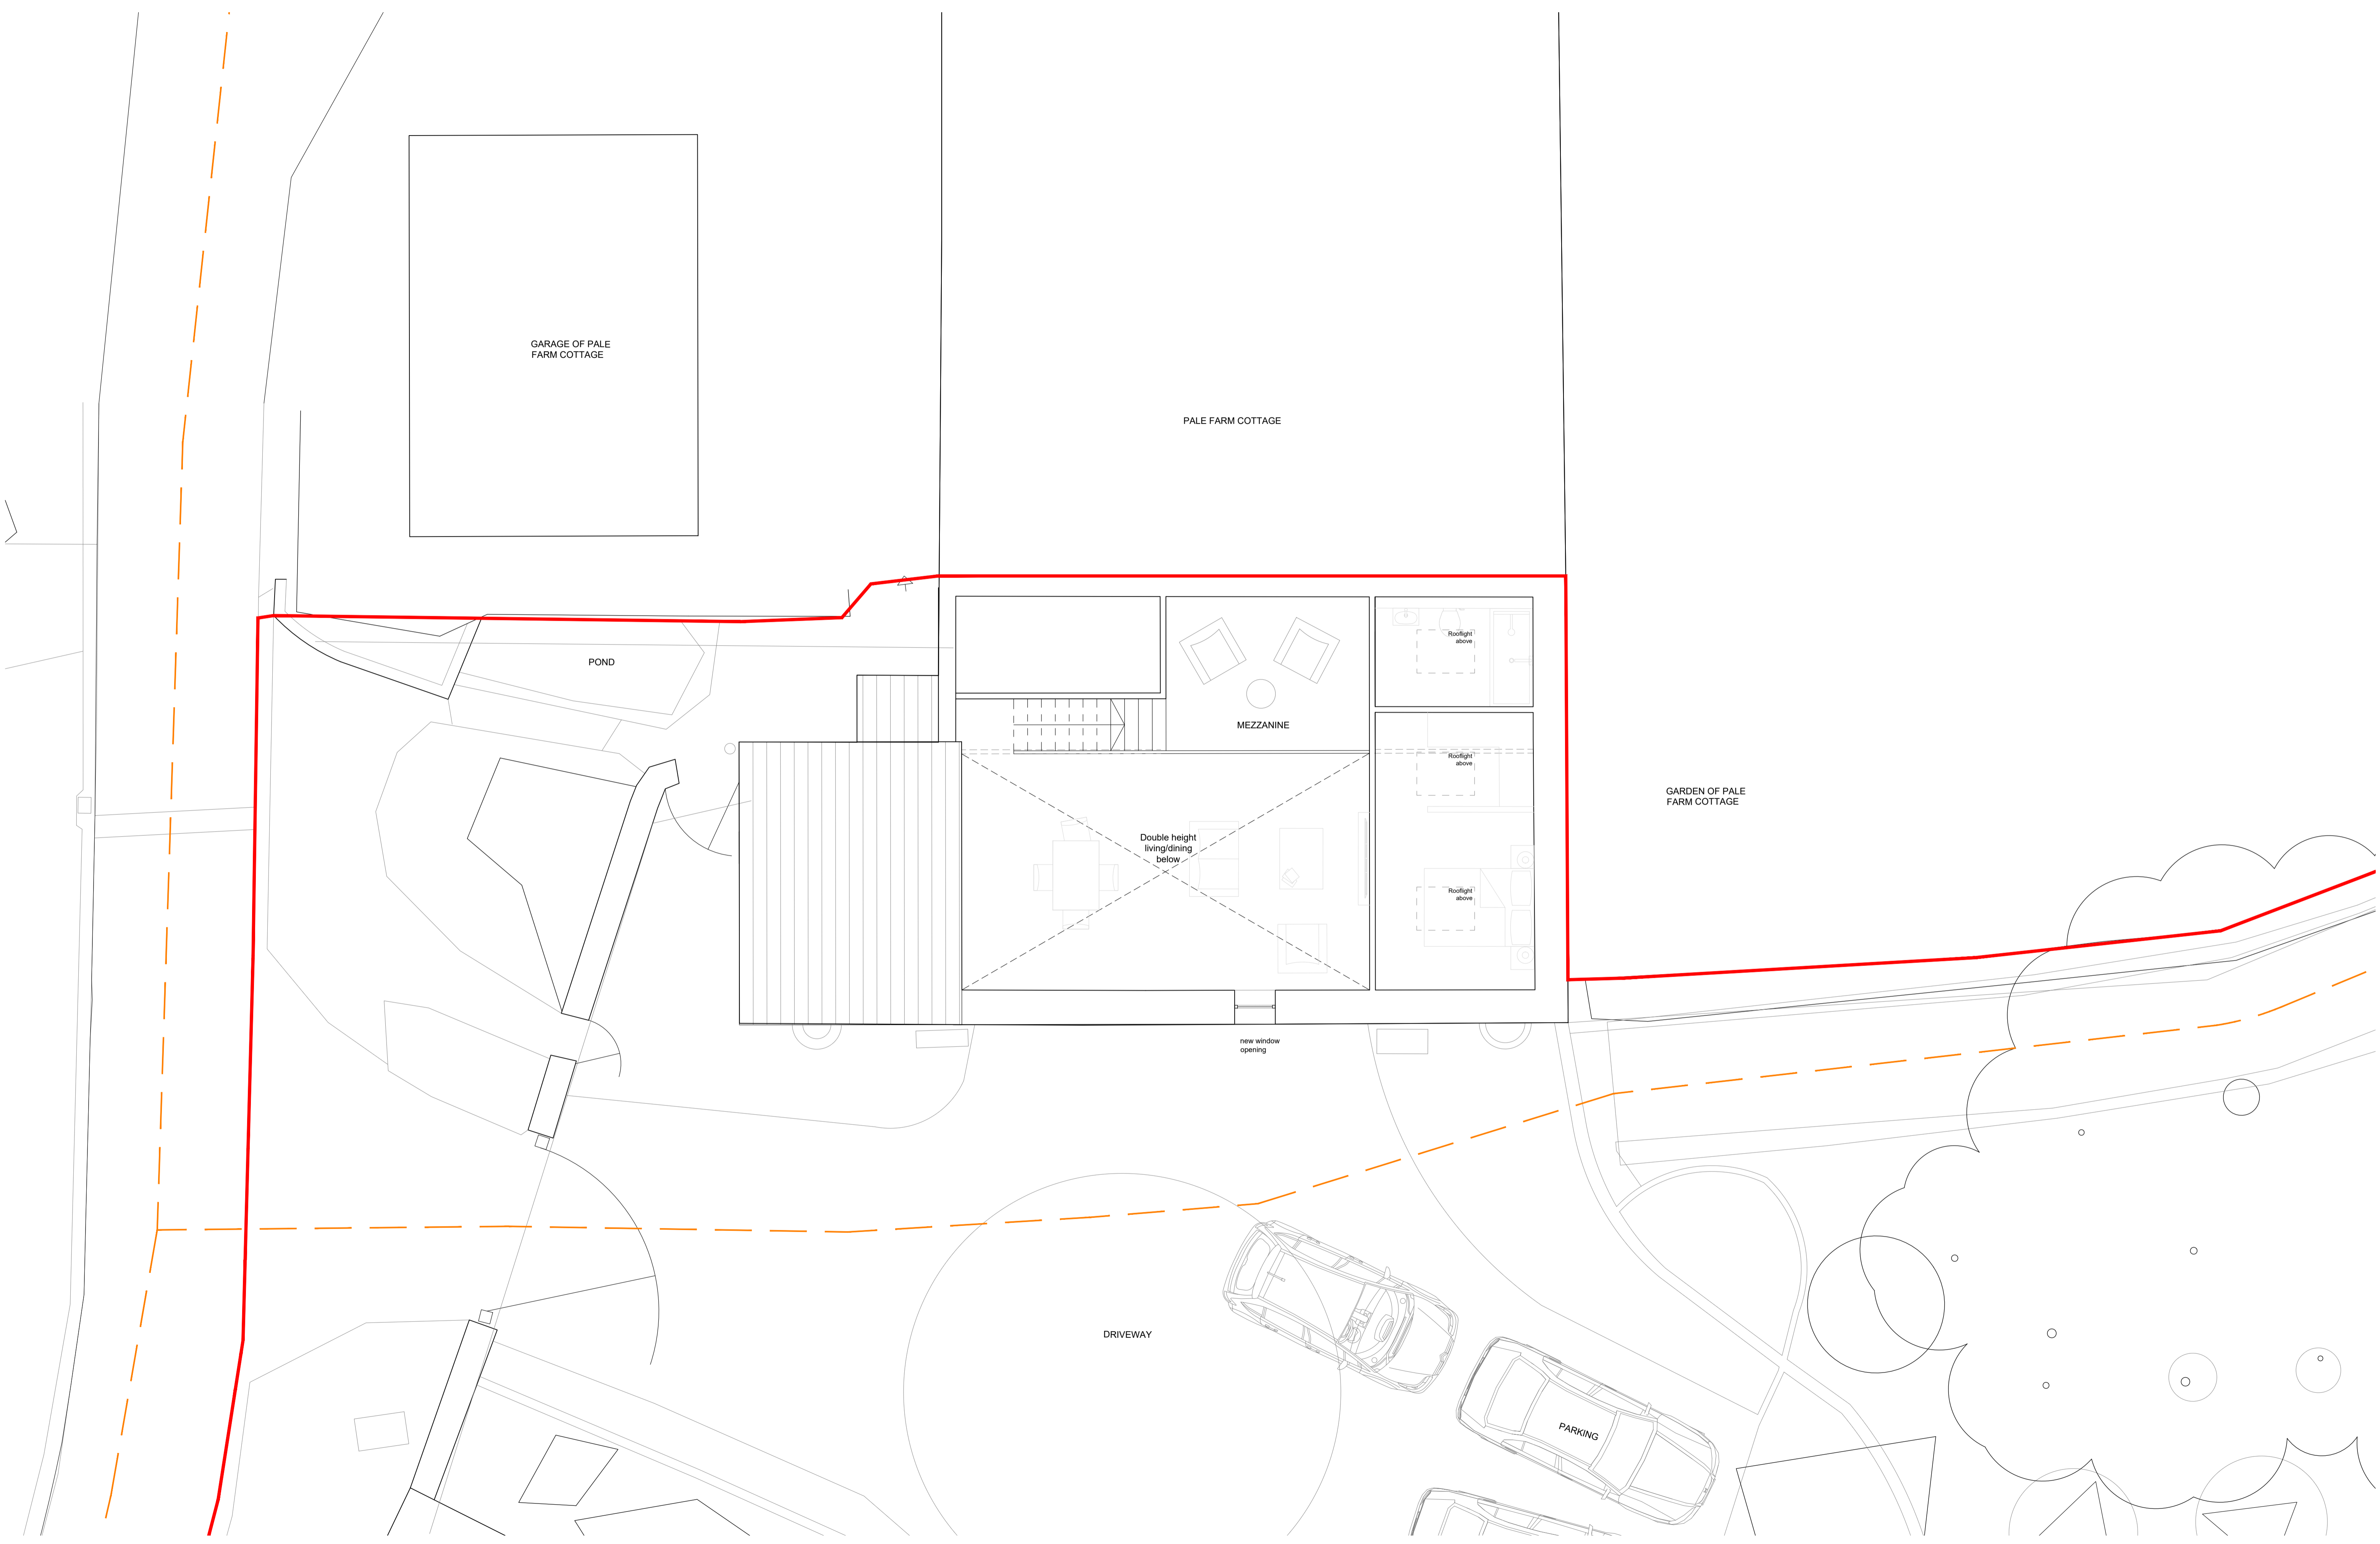 GARAGE OF PALE
FARM COTTAGE
PALE FARM COTTAGE
Rooflight
above
POND
MEZZANINE
Rooflight
above
GARDEN OF PALE
FARM COTTAGE
Double height
living/dining
below
Rooflight
above
new window
opening
DRIVEWAY
PARKING